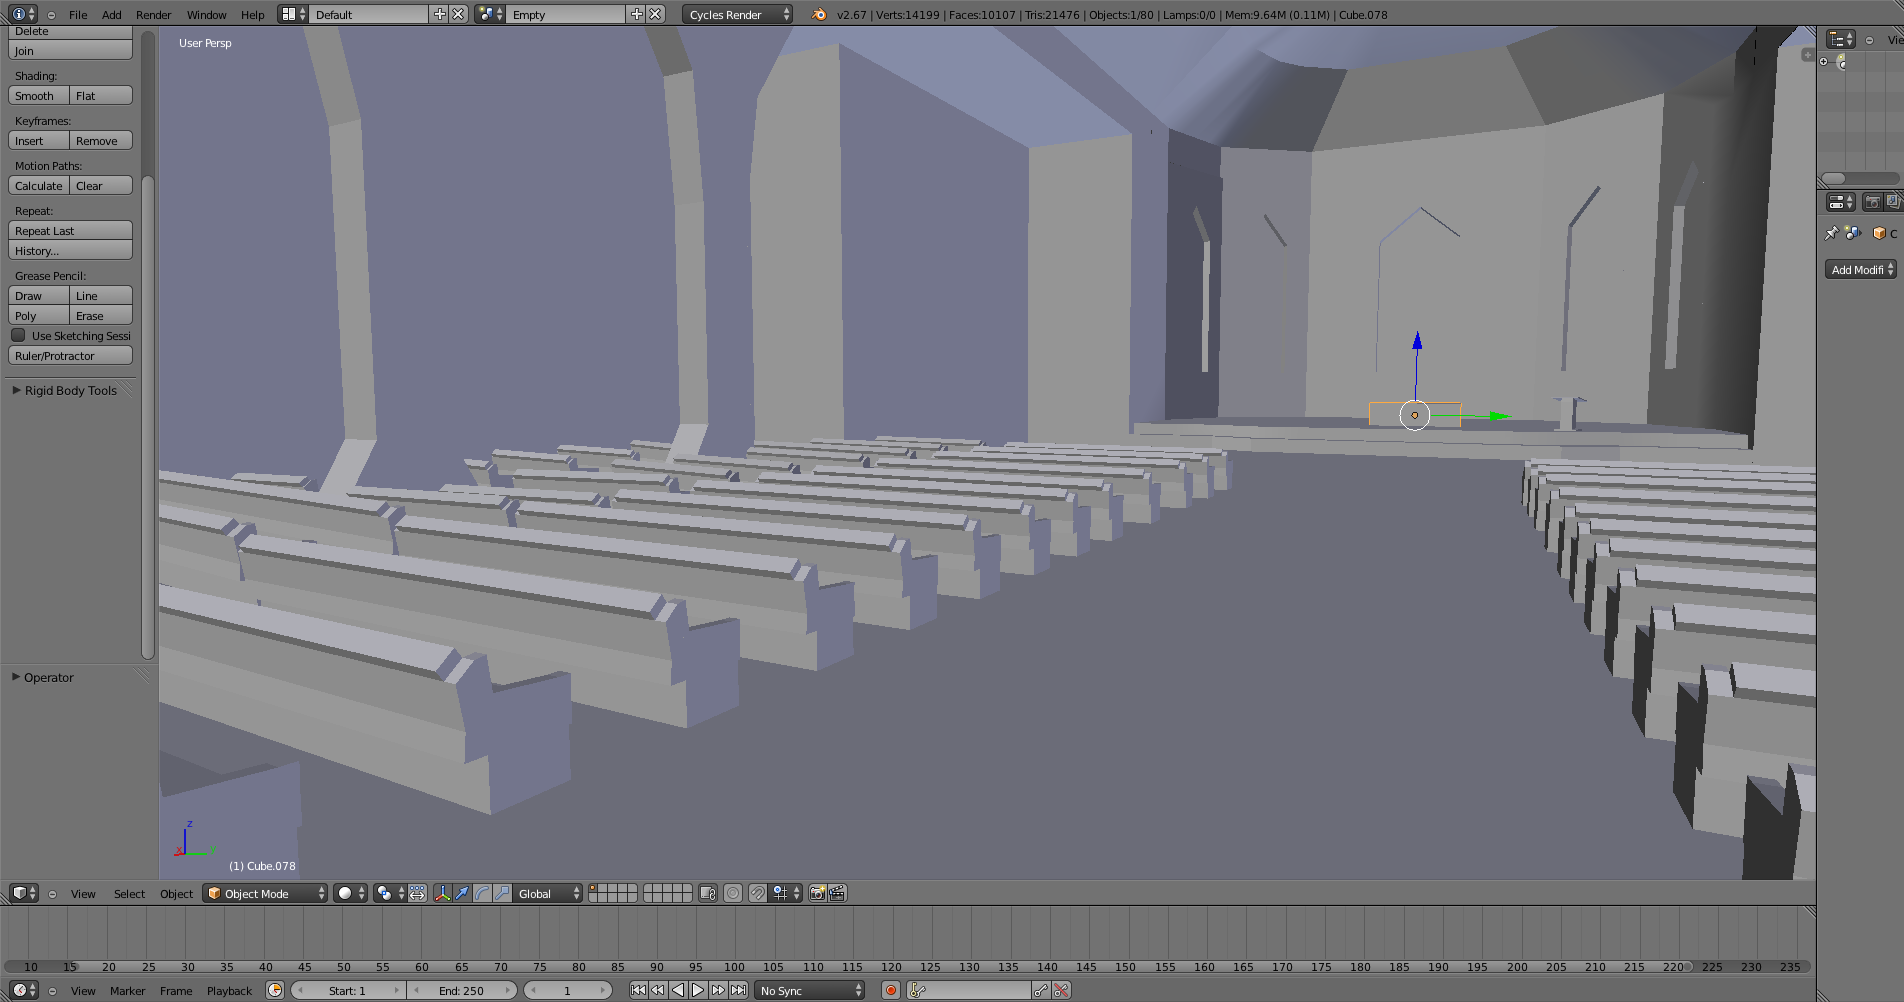 File Add Render Window Help Default Empty Cycles Render v2.67 | Verts:14199 | Faces:10107 | Tris:21476 | Objects:1/80 | Lamps:0/0 | Mem:9.64M (0.11M) | Cube.078
Delete
Join
Shading:
Smooth Flat
Keyframes:
Insert Remove
Motion Paths:
Calculate Clear
Repeat:
Repeat Last
History...
Grease Pencil:
Draw Line
Poly Erase
Use Sketching Sessi
Ruler/Protractor
Rigid Body Tools
Operator
User Persp
z
x
y
(1) Cube.078
Vie
C
Add Modifi
View Select Object Object Mode Global
10 15 20 25 30 35 40 45 50 55 60 65 70 75 80 85 90 95 100 105 110 115 120 125 130 135 140 145 150 155 160 165 170 175 180 185 190 195 200 205 210 215 220 225 230 235
View Marker Frame Playback Start: 1 End: 250 1 No Sync